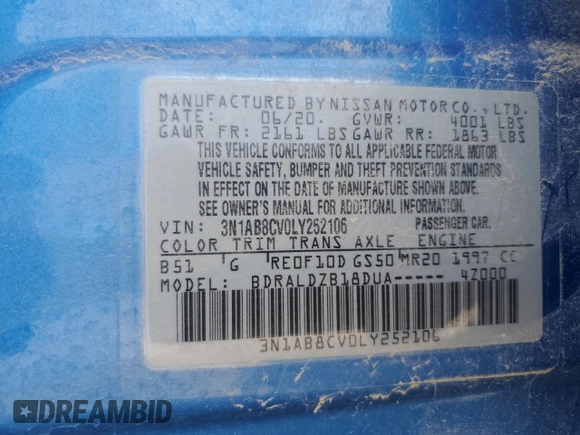 MANUFACTURED BY NISSAN MOTOR CO., LTD.
DATE: 06/20. GVWR: 4001 LBS
GAWR FR: 2161 LBS GAWR RR: 1863 LBS
THIS VEHICLE CONFORMS TO ALL APPLICABLE FEDERAL MOTOR
VEHICLE SAFETY, BUMPER AND THEFT PREVENTION STANDARDS
IN EFFECT ON THE DATE OF MANUFACTURE SHOWN ABOVE.
SEE OWNER'S MANUAL FOR ADDITIONAL INFORMATION.
VIN: 3N1AB8CV0LY252106 PASSENGER CAR.
COLOR TRIM TRANS AXLE ENGINE
B51 G RE0F10D GS50 MR20 1997 CC
MODEL: BDRALDZB18DUA----- 4Z000
3N1AB8CV0LY252106
DREAMBID